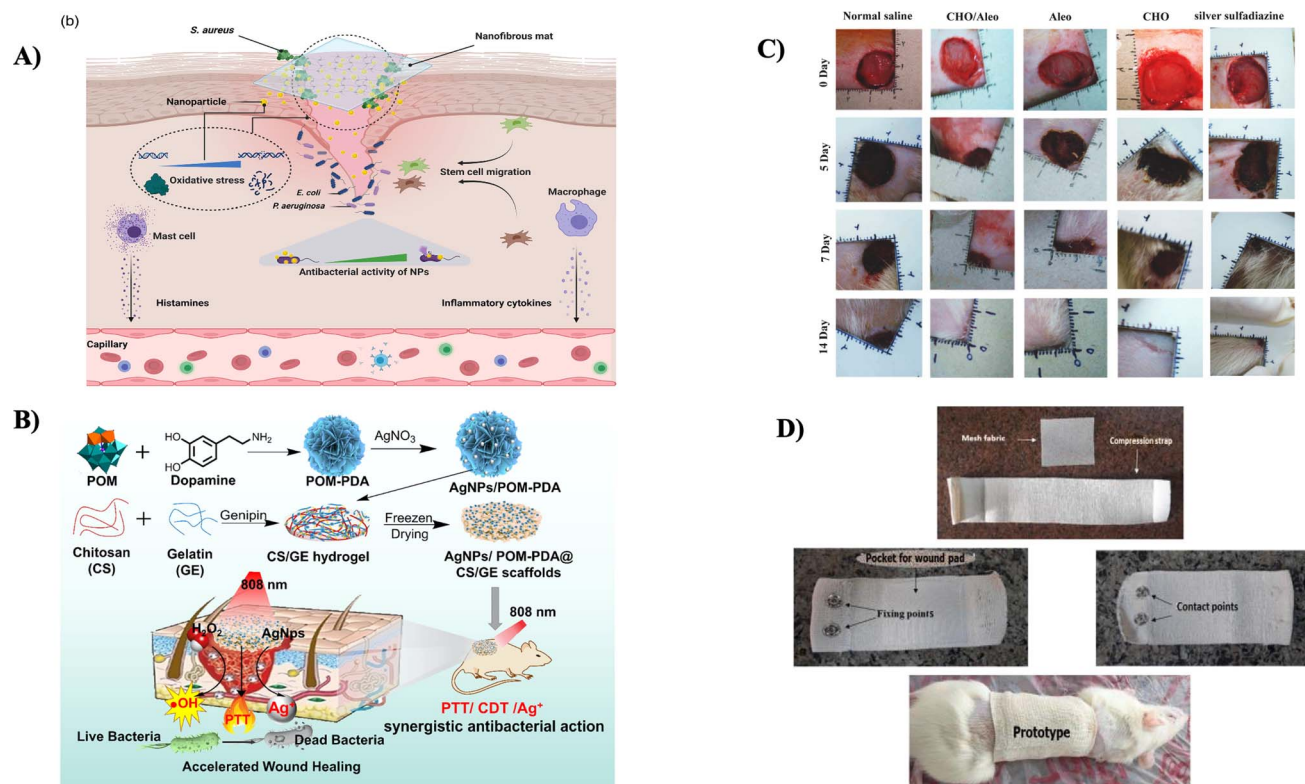 A)
(b)
S. aureus
Nanofibrous mat
Nanoparticle
Oxidative stress
Stem cell migration
E. coli
P. aeruginosa
Macrophage
Mast cell
Antibacterial activity of NPs
Histamines
Inflammatory cytokines
Capillary
B)
POM
+
HO
HO
NH2
Dopamine
POM-PDA
AgNO3
AgNPs/POM-PDA
Chitosan
(CS)
+
Gelatin
(GE)
Genipin
CS/GE hydrogel
Freezen
Drying
AgNPs/ POM-PDA@
CS/GE scaffolds
808 nm
H2O2
AgNps
•OH
PTT
Ag+
808 nm
PTT/ CDT /Ag+
synergistic antibacterial action
Live Bacteria
Dead Bacteria
Accelerated Wound Healing
C)
Normal saline
CHO/Aleo
Aleo
CHO
silver sulfadiazine
0 Day
5 Day
7 Day
14 Day
D)
Mesh fabric
Compression strap
Pocket for wound pad
Fixing points
Contact points
Prototype